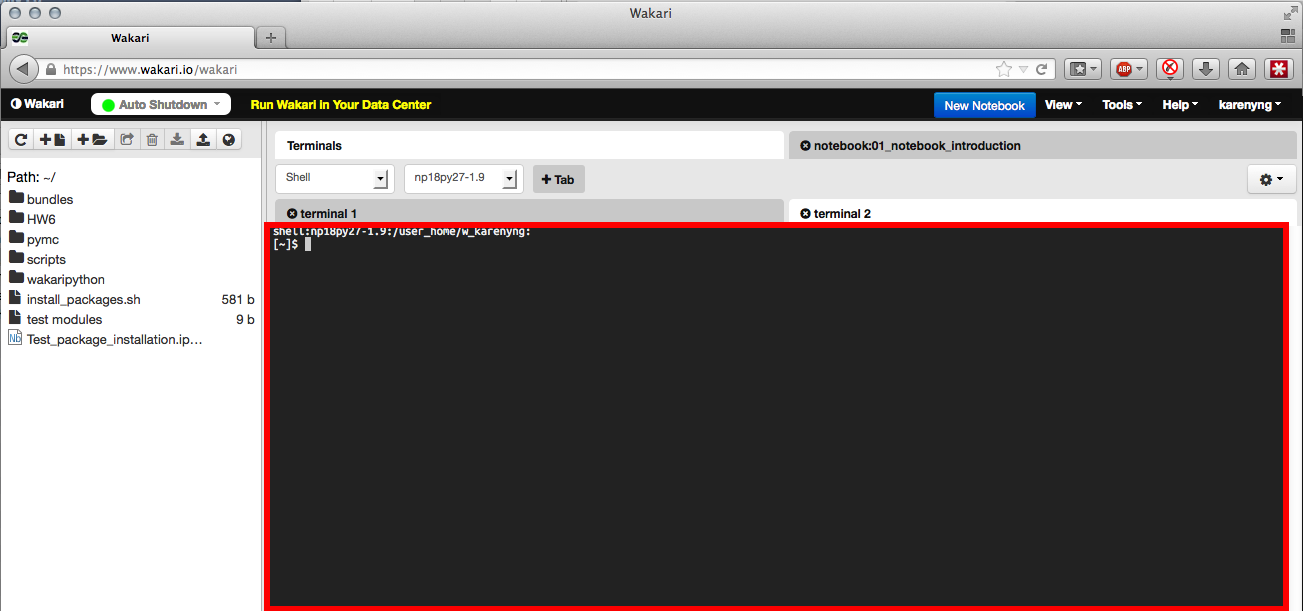 Wakari
Wakari
https://www.wakari.io/wakari
ABP
Wakari
Auto Shutdown
Run Wakari in Your Data Center
New Notebook
View
Tools
Help
karenyng
Terminals
notebook:01_notebook_introduction
Path: ~/
Shell
np18py27-1.9
Tab
bundles
HW6
pymc
scripts
wakaripython
install_packages.sh 581 b
test modules 9 b
Nb Test_package_installation.ip...
terminal 1
terminal 2
shell:np18py27-1.9:/user_home/w_karenyng:
[~]$